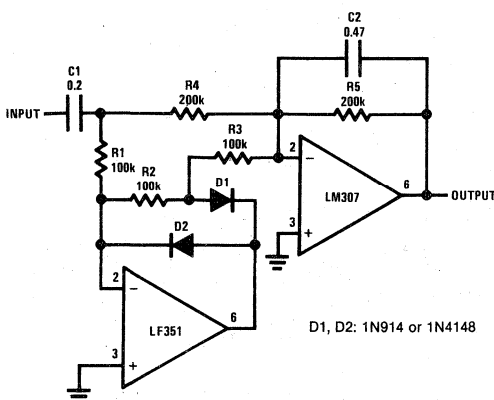 C2
0.47
C1
0.2
R4
200k
R5
200k
INPUT
R3
100k
R1
100k
R2
100k
D1
2
−
6
LM307
OUTPUT
D2
3
+
2
−
6
LF351
D1, D2: 1N914 or 1N4148
3
+